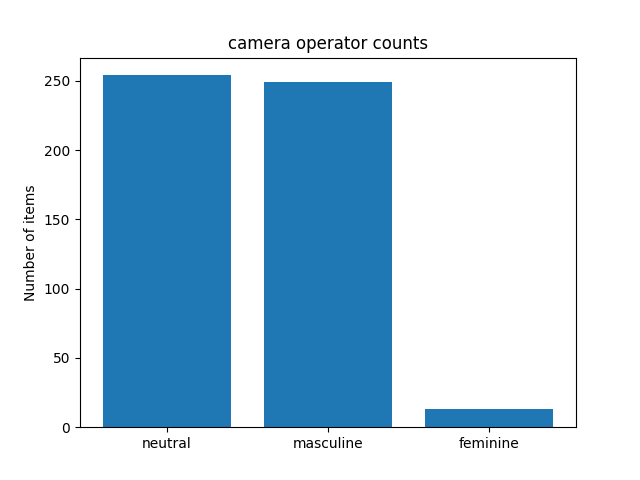 camera operator counts
Number of items
250
200
150
100
50
0
neutral
masculine
feminine